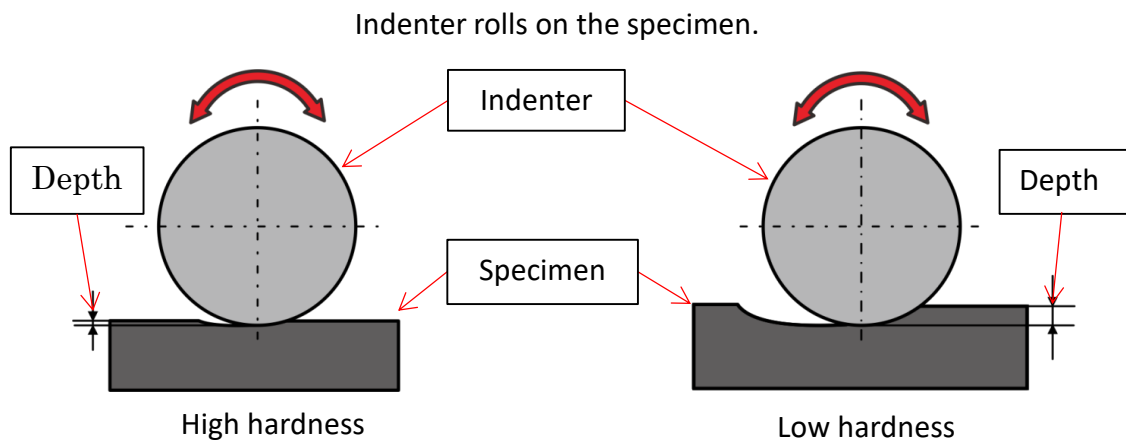 Indenter rolls on the specimen.
Indenter
Depth
Depth
Specimen
High hardness
Low hardness